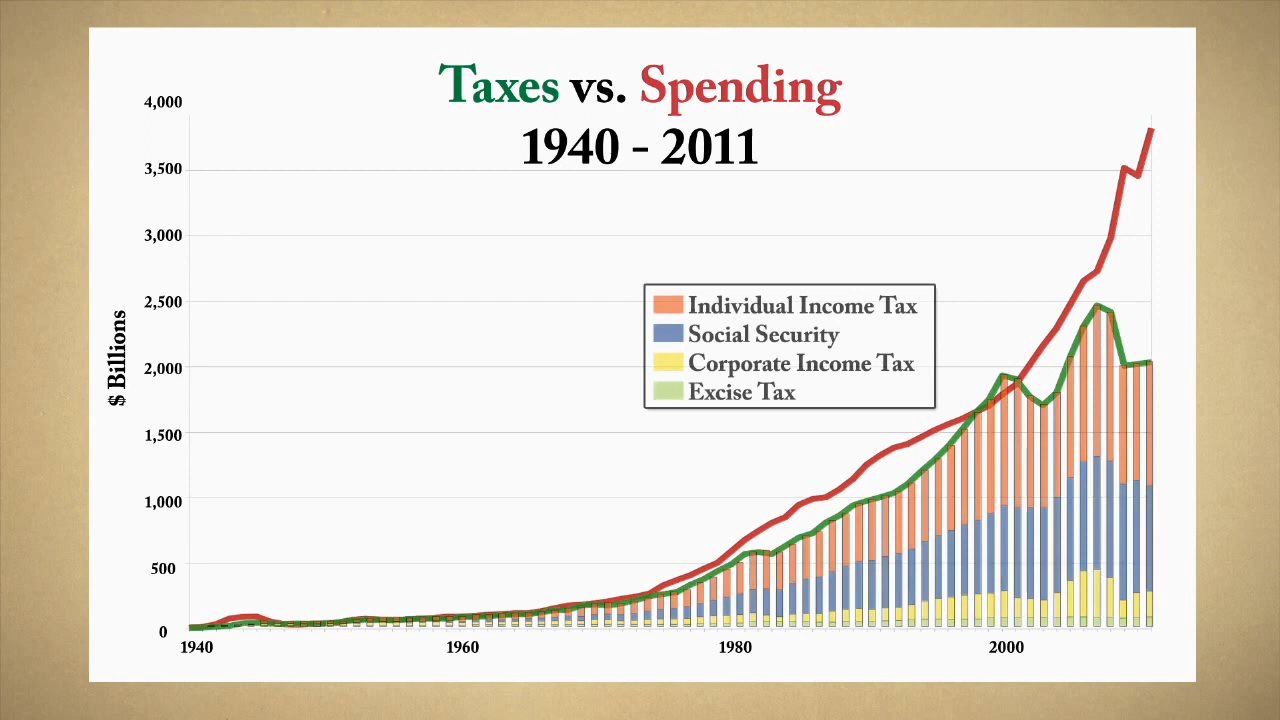 Taxes vs. Spending
1940 - 2011
4,000
3,500
3,000
2,500
2,000
1,500
1,000
500
0
$ Billions
Individual Income Tax
Social Security
Corporate Income Tax
Excise Tax
1940
1960
1980
2000